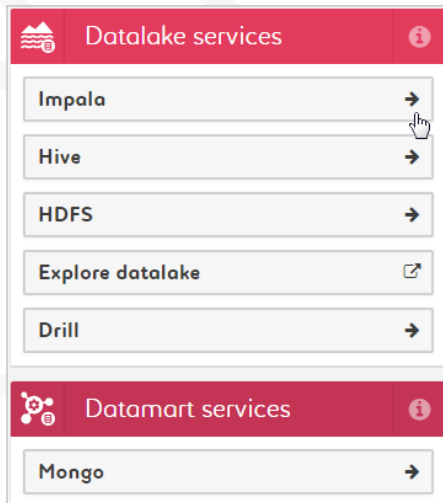 Datalake services
Impala
Hive
HDFS
Explore datalake
Drill
Datamart services
Mongo